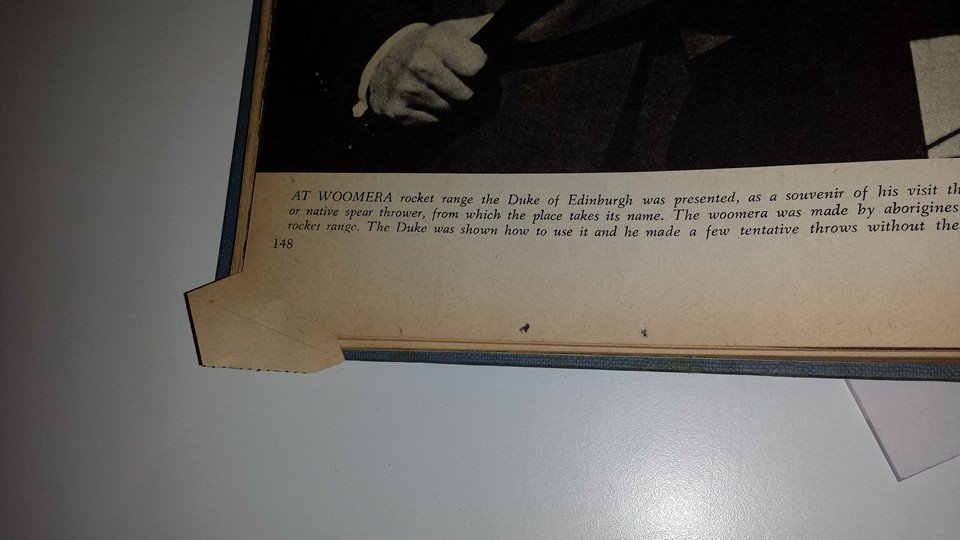 AT WOOMERA rocket range the Duke of Edinburgh was presented, as a souvenir of his visit th
or native spear thrower, from which the place takes its name. The woomera was made by aborigines
rocket range. The Duke was shown how to use it and he made a few tentative throws without the
148